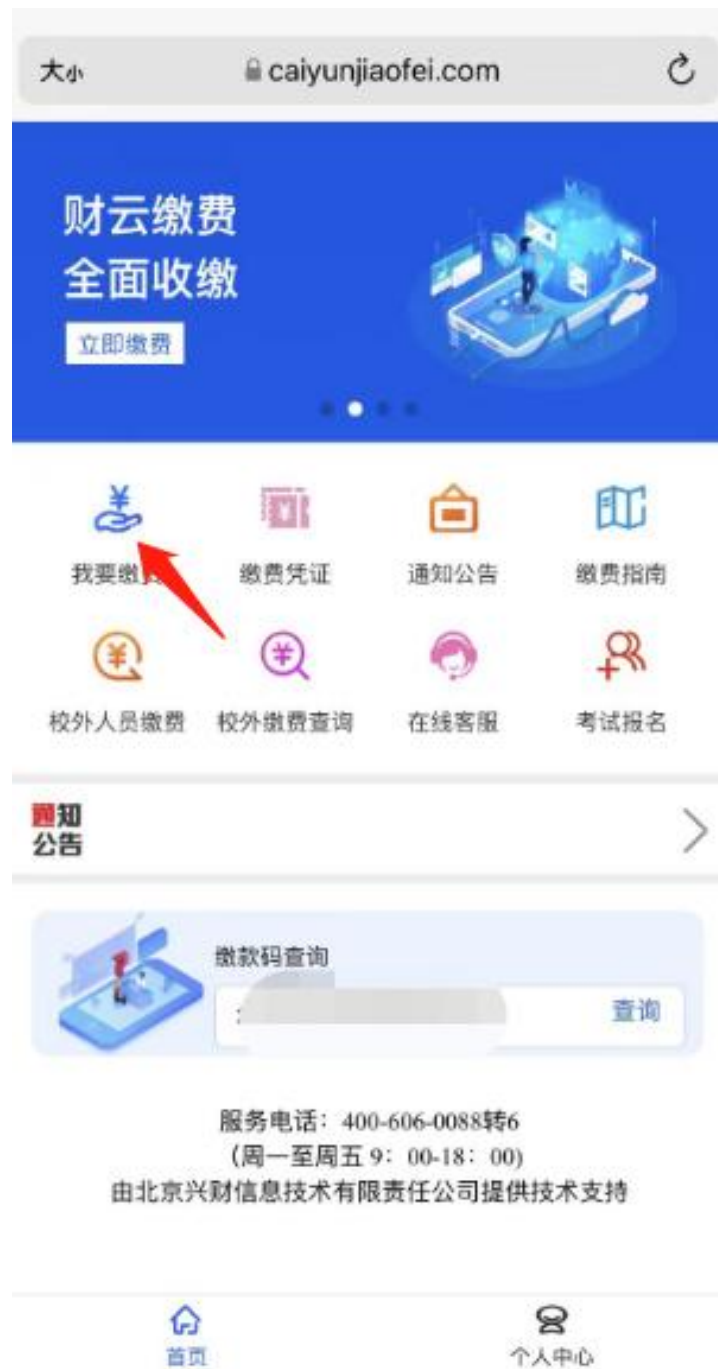 大小 caiyunjiaofei.com
财云缴费
全面收缴
立即缴费
我要缴 缴费凭证 通知公告 缴费指南
校外人员缴费 校外缴费查询 在线客服 考试报名
通知
公告
缴款码查询
查询
服务电话：400-606-0088转6
（周一至周五 9：00-18：00)
由北京兴财信息技术有限责任公司提供技术支持
首页 个人中心